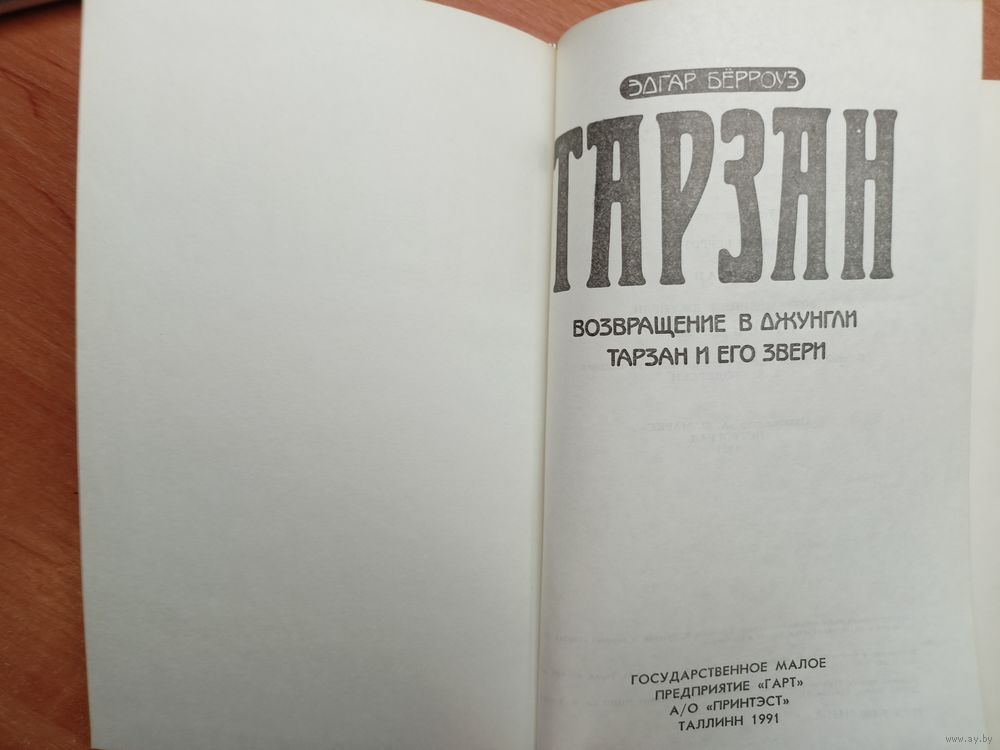 ЭДГАР БЁРРОУЗ
ТАРЗАН
ВОЗВРАЩЕНИЕ В ДЖУНГЛИ
ТАРЗАН И ЕГО ЗВЕРИ
ГОСУДАРСТВЕННОЕ МАЛОЕ
ПРЕДПРИЯТИЕ «ГАРТ»
А/О «ПРИНТЭСТ»
ТАЛЛИНН 1991
www.ay.by